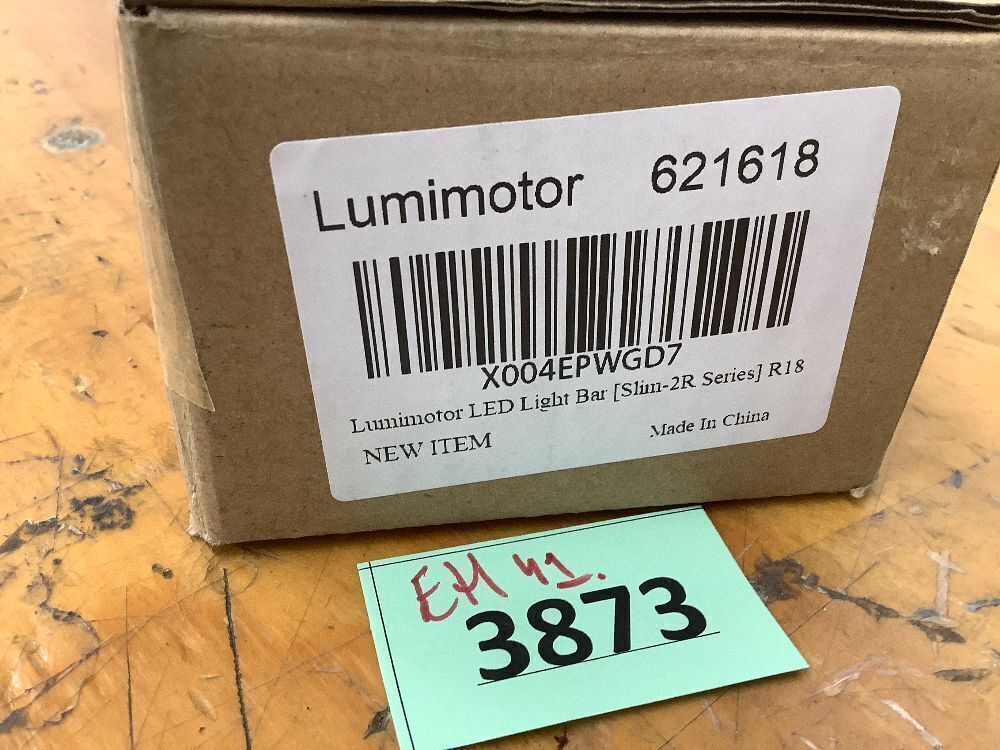 Lumimotor 621618
X004EPWGD7
Lumimotor LED Light Bar [Slim-2R Series] R18
NEW ITEM Made In China
3873